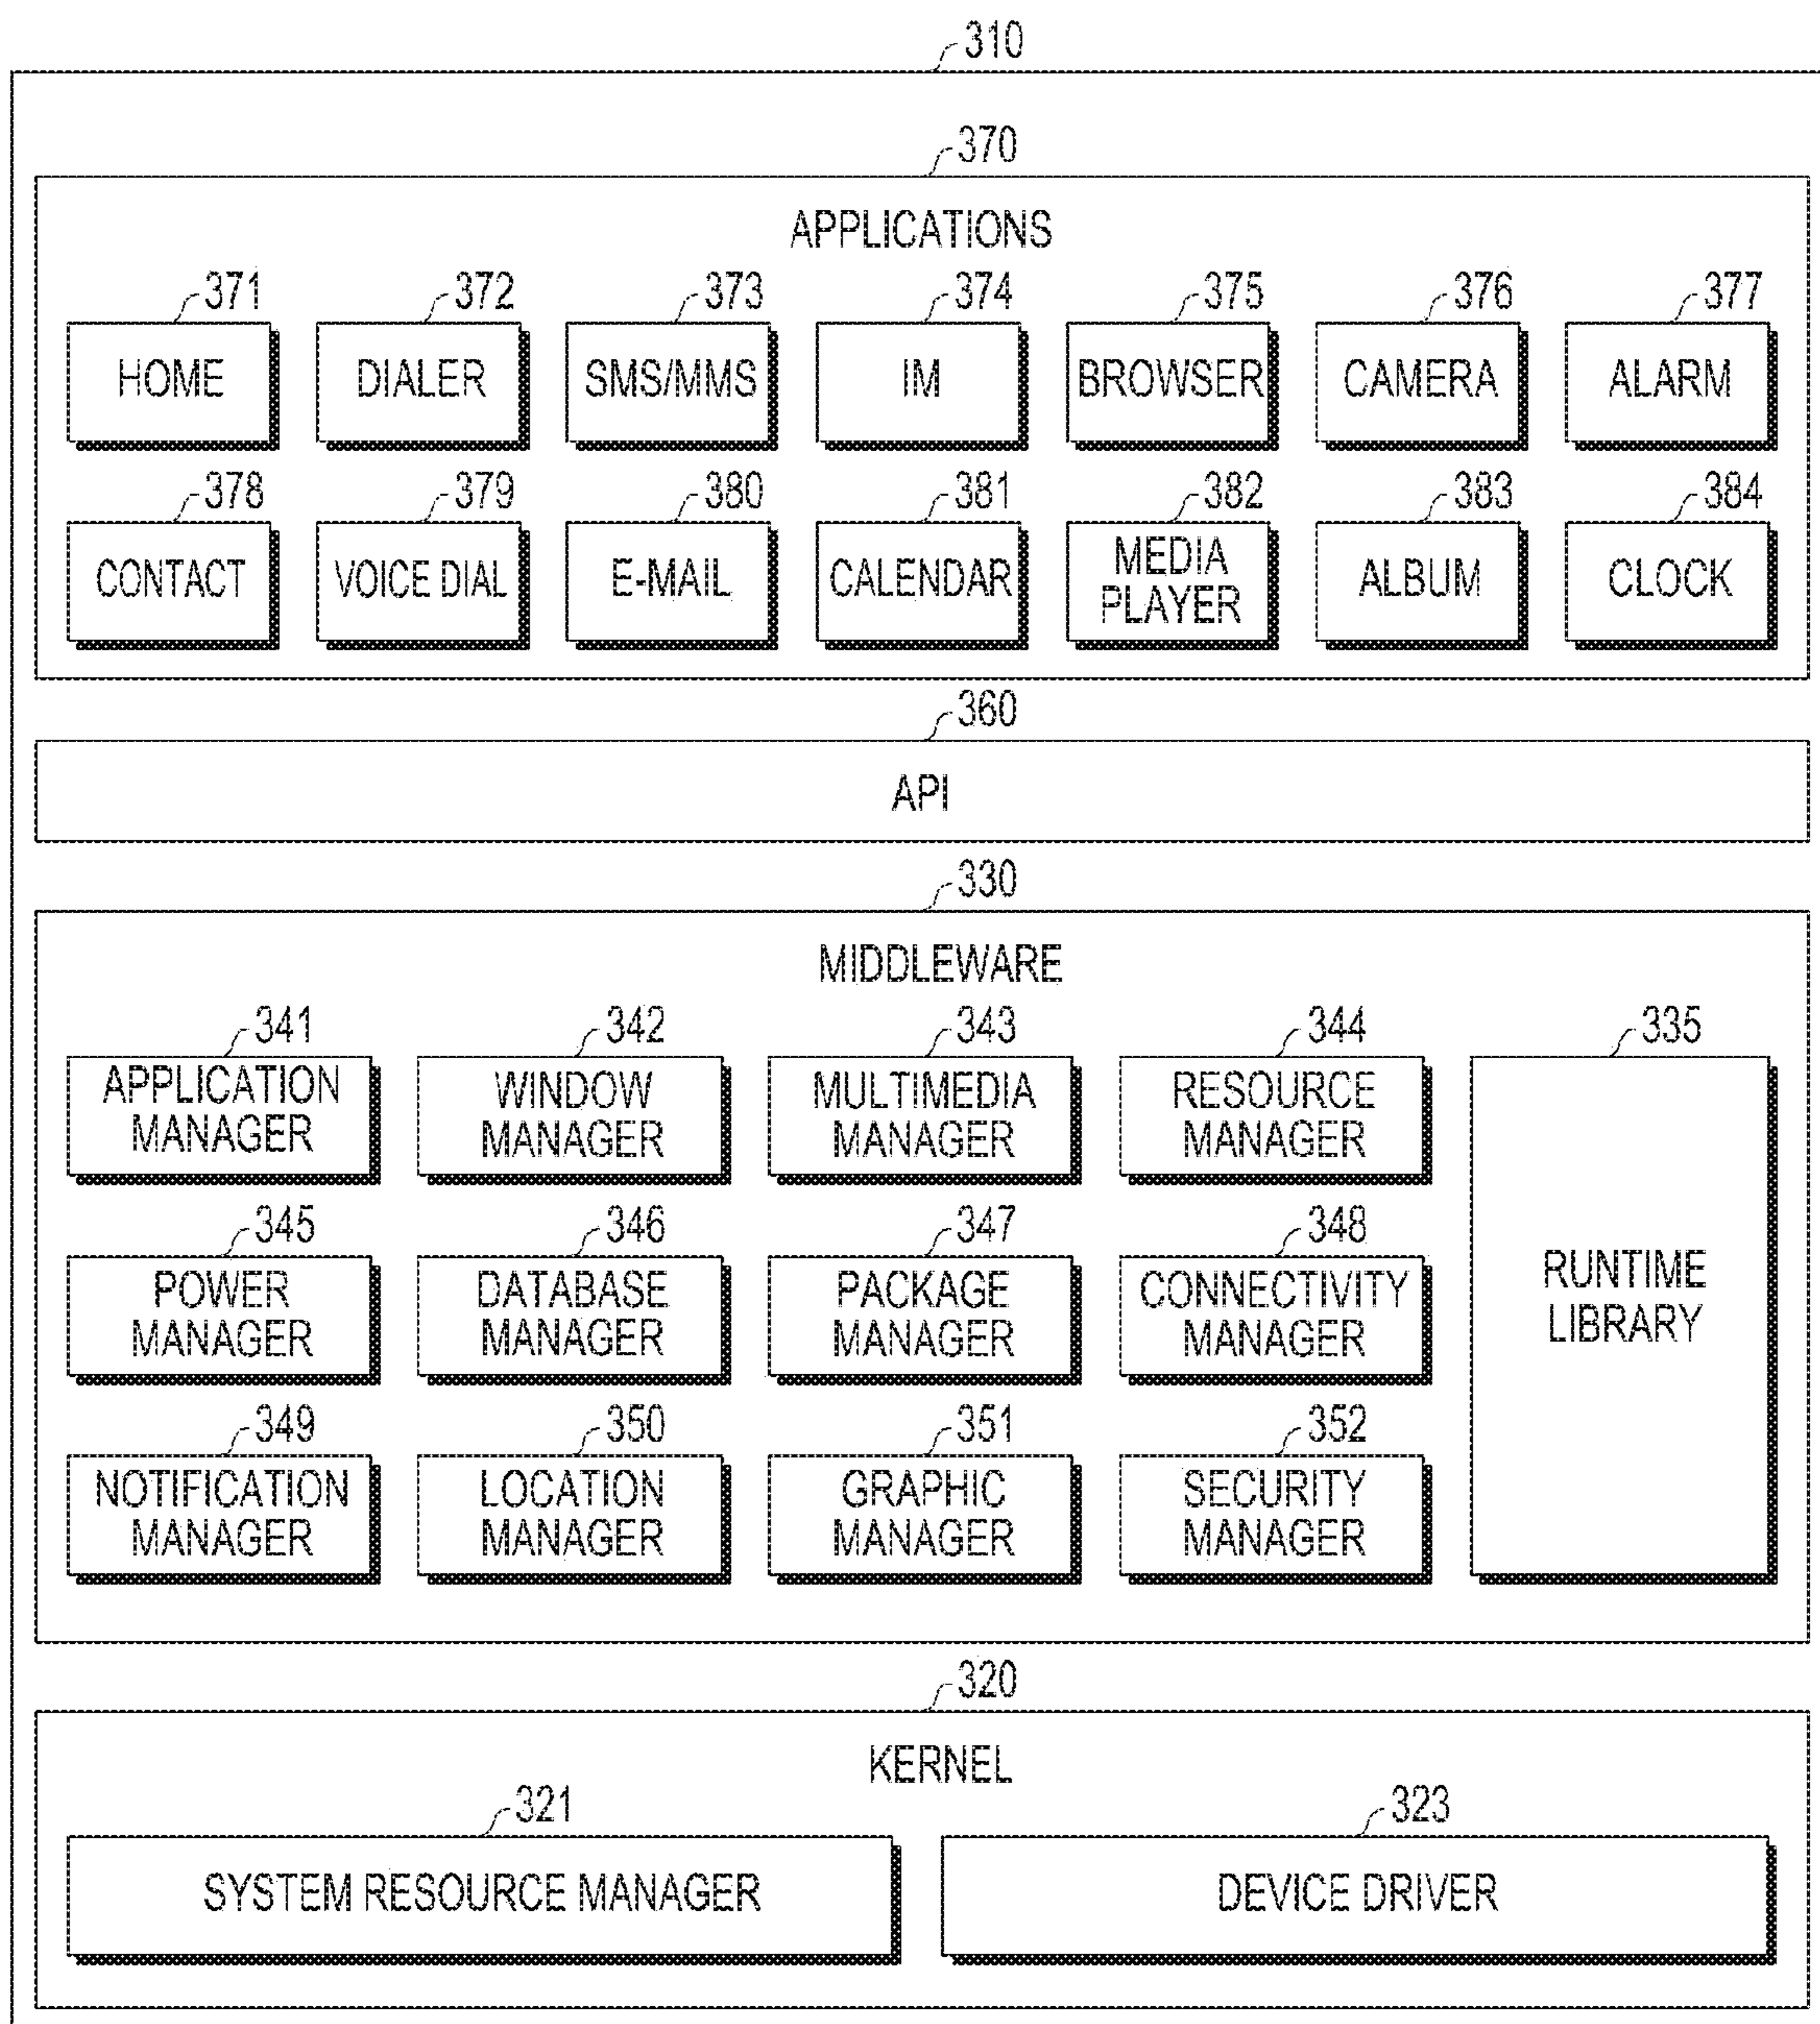 310
370
APPLICATIONS
371 372 373 374 375 376 377
HOME DIALER SMS/MMS IM BROWSER CAMERA ALARM
378 379 380 381 382 383 384
CONTACT VOICE DIAL E-MAIL CALENDAR MEDIA PLAYER ALBUM CLOCK
360
API
330
MIDDLEWARE
341 342 343 344 335
APPLICATION MANAGER WINDOW MANAGER MULTIMEDIA MANAGER RESOURCE MANAGER
345 346 347 348
POWER MANAGER DATABASE MANAGER PACKAGE MANAGER CONNECTIVITY MANAGER RUNTIME LIBRARY
349 350 351 352
NOTIFICATION MANAGER LOCATION MANAGER GRAPHIC MANAGER SECURITY MANAGER
320
KERNEL
321 323
SYSTEM RESOURCE MANAGER DEVICE DRIVER